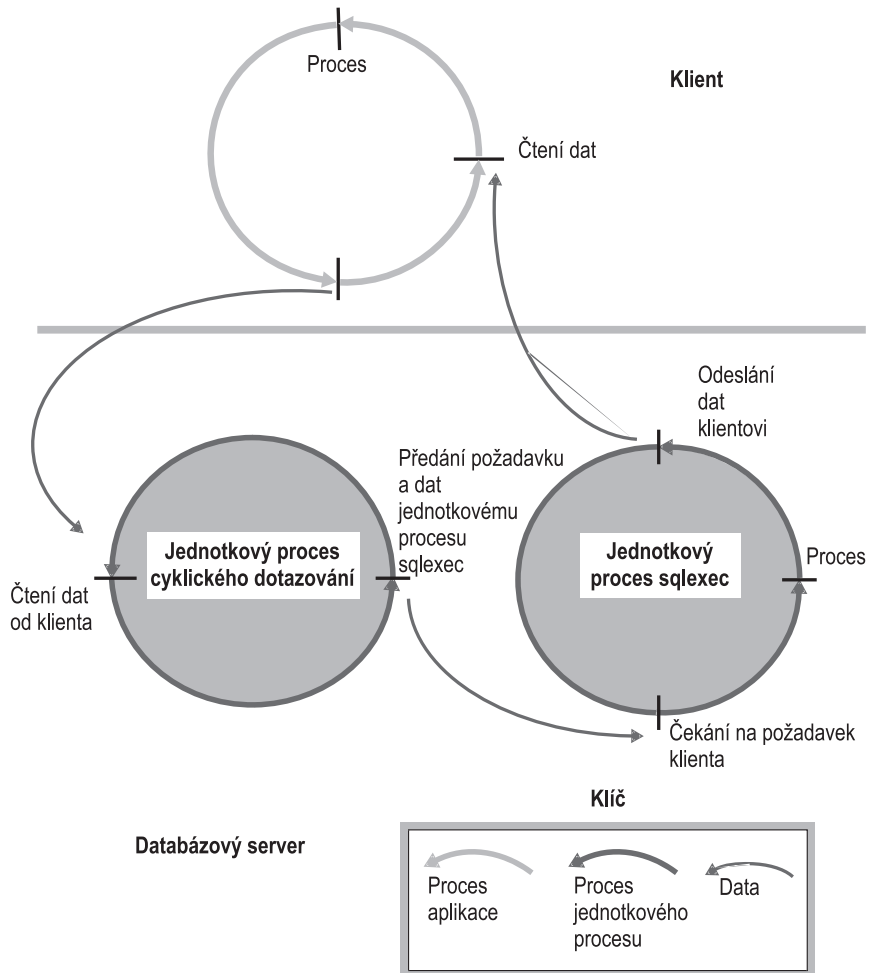 Proces
Klient
Čtení dat
Odeslání
dat
klientovi
Předání požadavku
a dat
jednotkovému
procesu
sqlexec
Jednotkový proces
cyklického dotazování
Jednotkový
proces sqlexec
Proces
Čtení dat
od klienta
Čekání na požadavek
klienta
Klíč
Databázový server
Proces
aplikace
Proces
jednotkového
procesu
Data